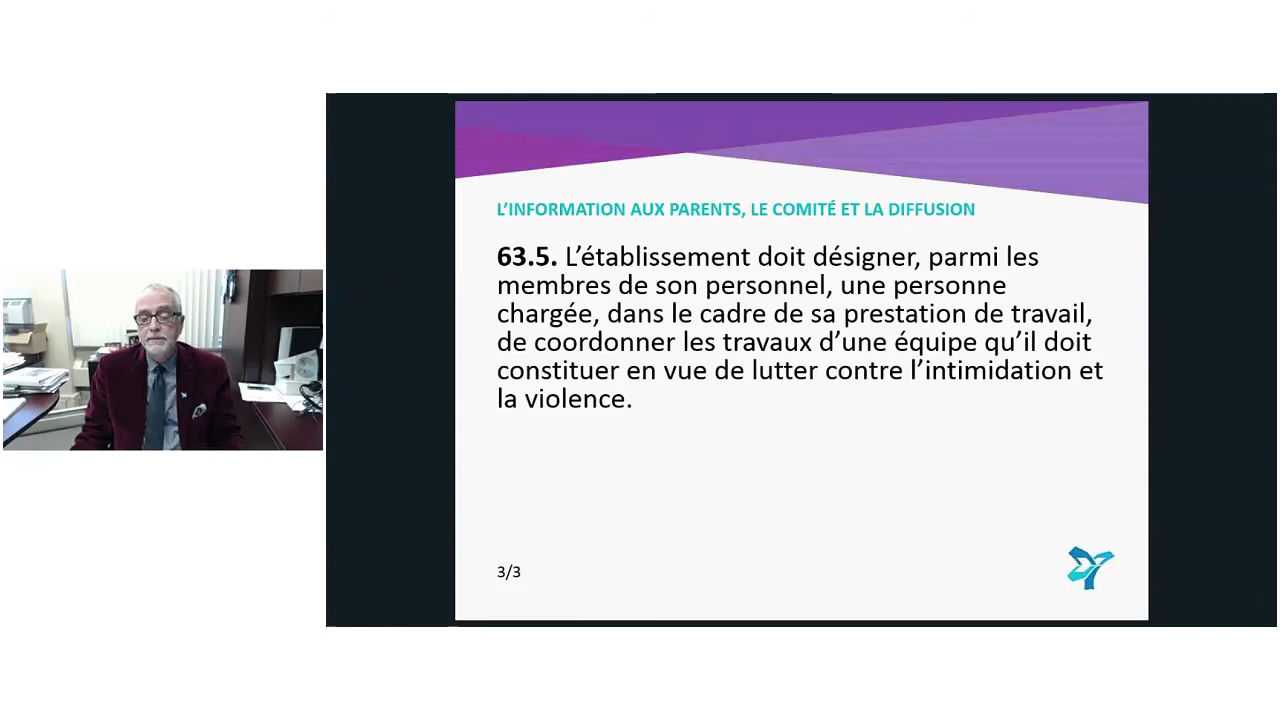 L’INFORMATION AUX PARENTS, LE COMITÉ ET LA DIFFUSION
63.5. L’établissement doit désigner, parmi les
membres de son personnel, une personne
chargée, dans le cadre de sa prestation de travail,
de coordonner les travaux d’une équipe qu’il doit
constituer en vue de lutter contre l’intimidation et
la violence.
3/3